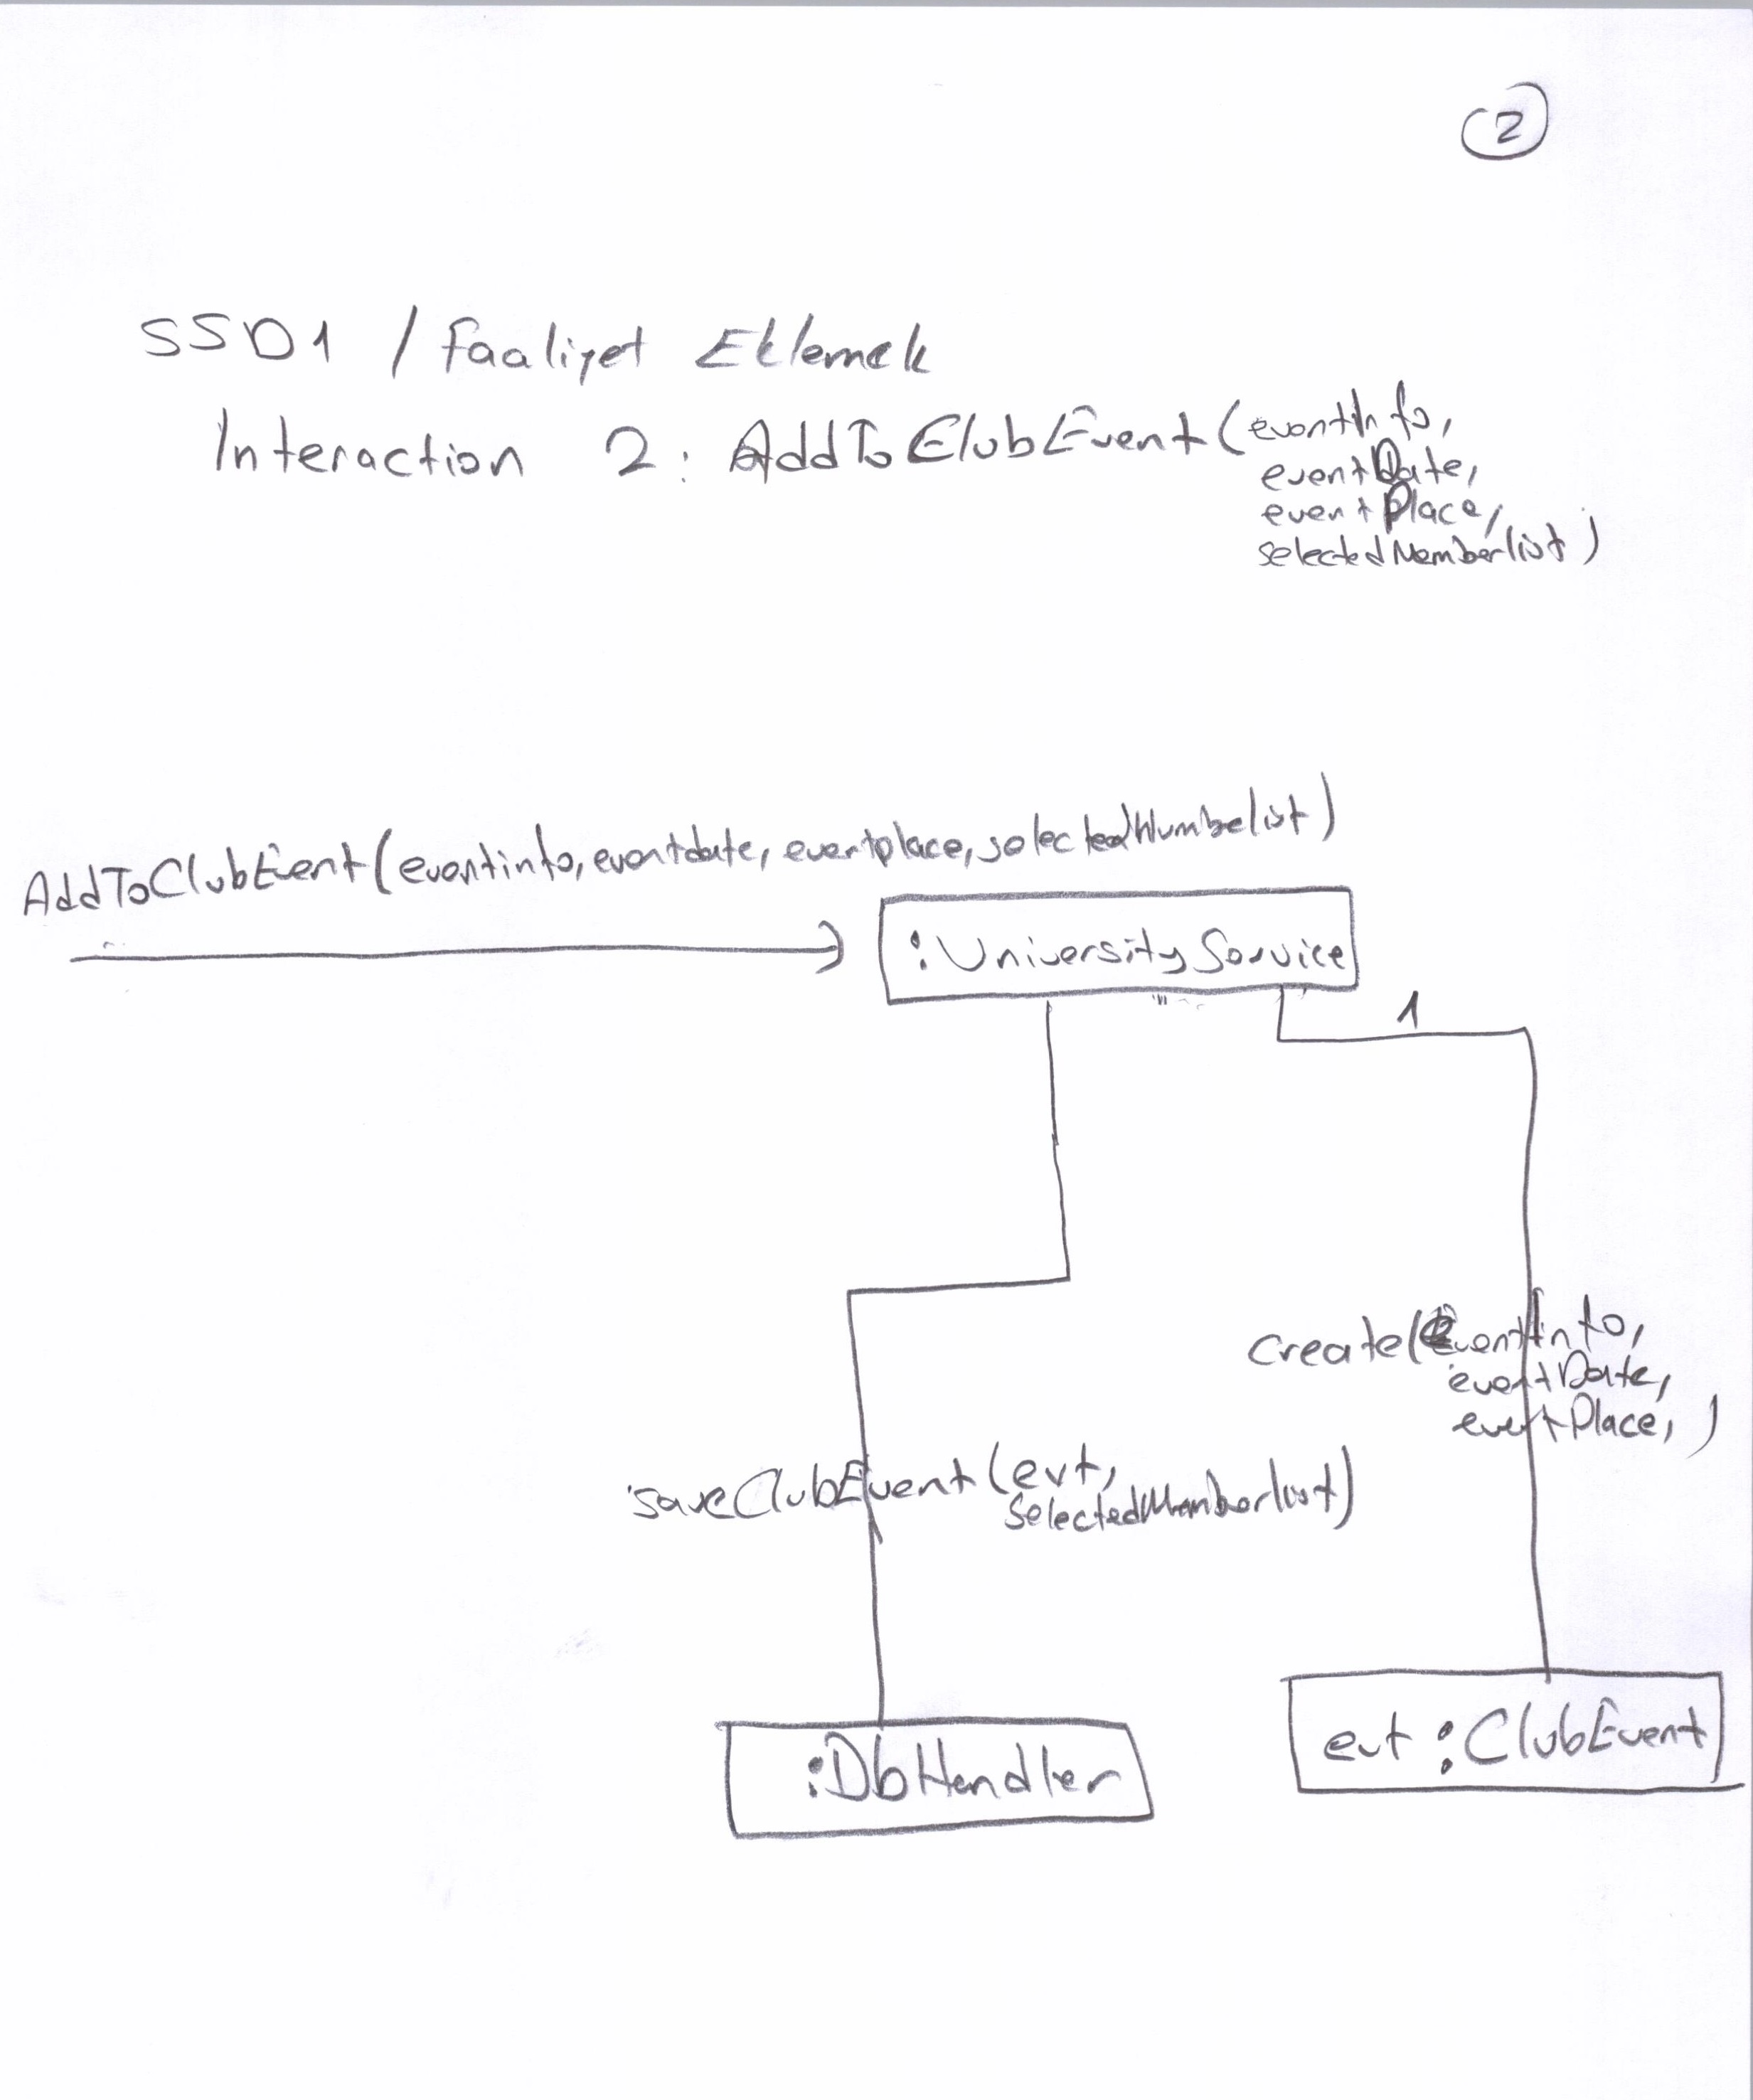 2
SSD1 / Faaliyet Eklemek
Interaction 2: AddToClubEvent(eventInfo,
eventDate,
eventPlace,
selectedMemberlist)
AddToClubEvent(eventinfo, eventdate, eventplace, selectedMumbelist)
:UniversityService
1
create(eventInfo,
eventDate,
eventPlace, )
saveClubEvent(evt,
selectedMemberlist)
:DbHandler
evt :ClubEvent